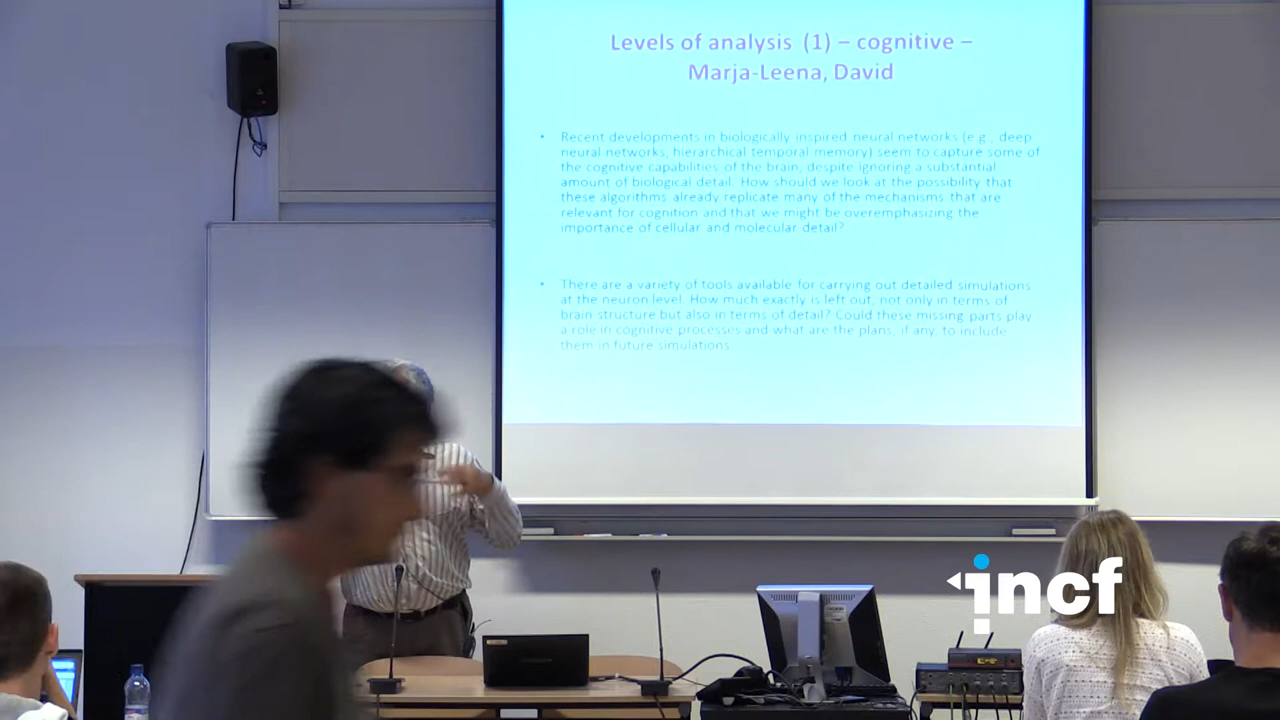 Levels of analysis (1) – cognitive –
Marja-Leena, David
• Recent developments in biologically inspired neural networks (e.g., deep
neural networks, hierarchical temporal memory) seem to capture some of
the cognitive capabilities of the brain, despite ignoring a substantial
amount of biological detail. How should we look at the possibility that
these algorithms already replicate many of the mechanisms that are
relevant for cognition and that we might be overemphasizing the
importance of cellular and molecular detail?
• There are a variety of tools available for carrying out detailed simulations
at the neuron level. How much exactly is left out, not only in terms of
brain structure but also in terms of detail? Could these missing parts play
a role in cognitive processes and what are the plans, if any, to include
them in future simulations
incf